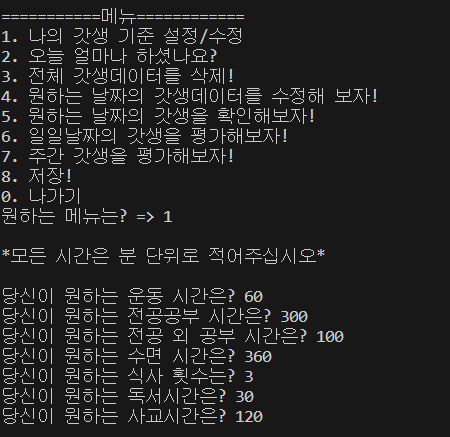 ===========메뉴============
1. 나의 갓생 기준 설정/수정
2. 오늘 얼마나 하셨나요?
3. 전체 갓생데이터를 삭제!
4. 원하는 날짜의 갓생데이터를 수정해 보자!
5. 원하는 날짜의 갓생을 확인해보자!
6. 일일날짜의 갓생을 평가해보자!
7. 주간 갓생을 평가해보자!
8. 저장!
0. 나가기
원하는 메뉴는? => 1
*모든 시간은 분 단위로 적어주십시오*
당신이 원하는 운동 시간은? 60
당신이 원하는 전공공부 시간은? 300
당신이 원하는 전공 외 공부 시간은? 100
당신이 원하는 수면 시간은? 360
당신이 원하는 식사 횟수는? 3
당신이 원하는 독서시간은? 30
당신이 원하는 사교시간은? 120